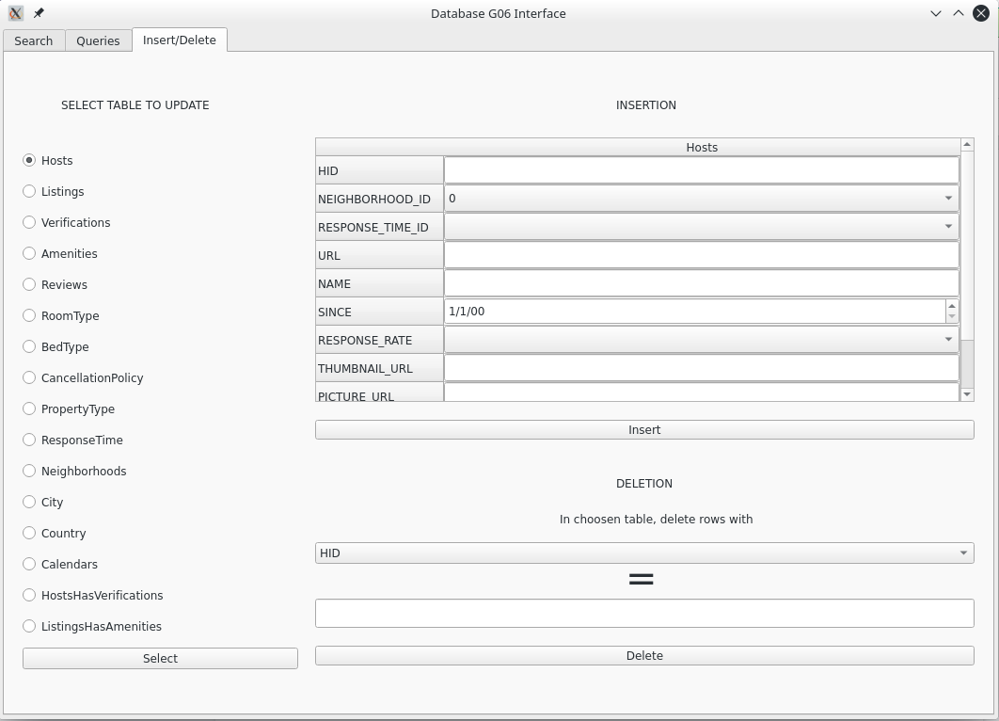 Database G06 Interface
Search Queries Insert/Delete
SELECT TABLE TO UPDATE
Hosts
Listings
Verifications
Amenities
Reviews
RoomType
BedType
CancellationPolicy
PropertyType
ResponseTime
Neighborhoods
City
Country
Calendars
HostsHasVerifications
ListingsHasAmenities
Select
INSERTION
Hosts
HID
NEIGHBORHOOD_ID 0
RESPONSE_TIME_ID
URL
NAME
SINCE 1/1/00
RESPONSE_RATE
THUMBNAIL_URL
PICTURE_URL
Insert
DELETION
In choosen table, delete rows with
HID
=
Delete